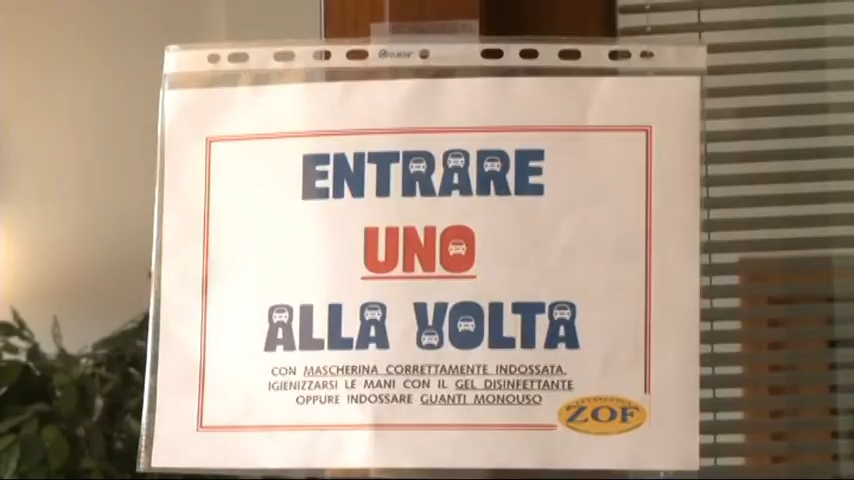 ENTRARE
UNO
ALLA VOLTA
CON MASCHERINA CORRETTAMENTE INDOSSATA,
IGIENIZZARSI LE MANI CON IL GEL DISINFETTANTE
OPPURE INDOSSARE GUANTI MONOUSO
ZOF